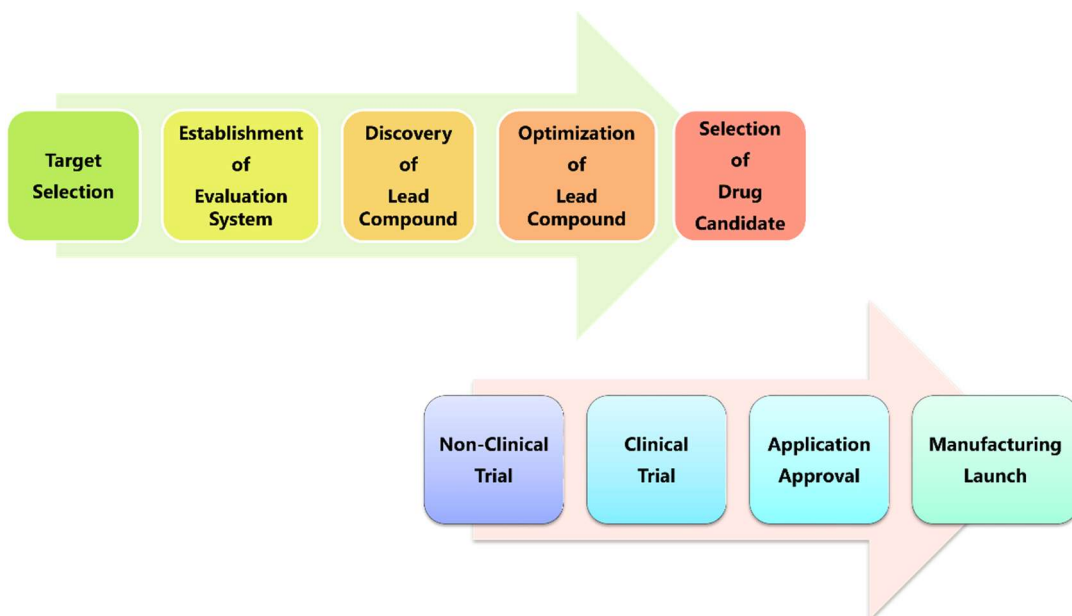 Target
Selection
Establishment
of
Evaluation
System
Discovery
of
Lead
Compound
Optimization
of
Lead
Compound
Selection
of
Drug
Candidate
Non-Clinical
Trial
Clinical
Trial
Application
Approval
Manufacturing
Launch